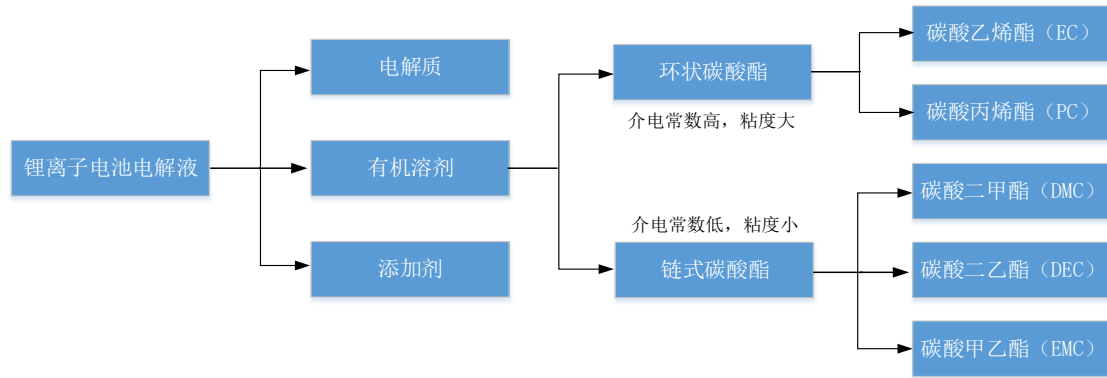 锂离子电池电解液
电解质
有机溶剂
添加剂
环状碳酸酯
介电常数高，粘度大
介电常数低，粘度小
链式碳酸酯
碳酸乙烯酯（EC）
碳酸丙烯酯（PC）
碳酸二甲酯（DMC）
碳酸二乙酯（DEC）
碳酸甲乙酯（EMC）